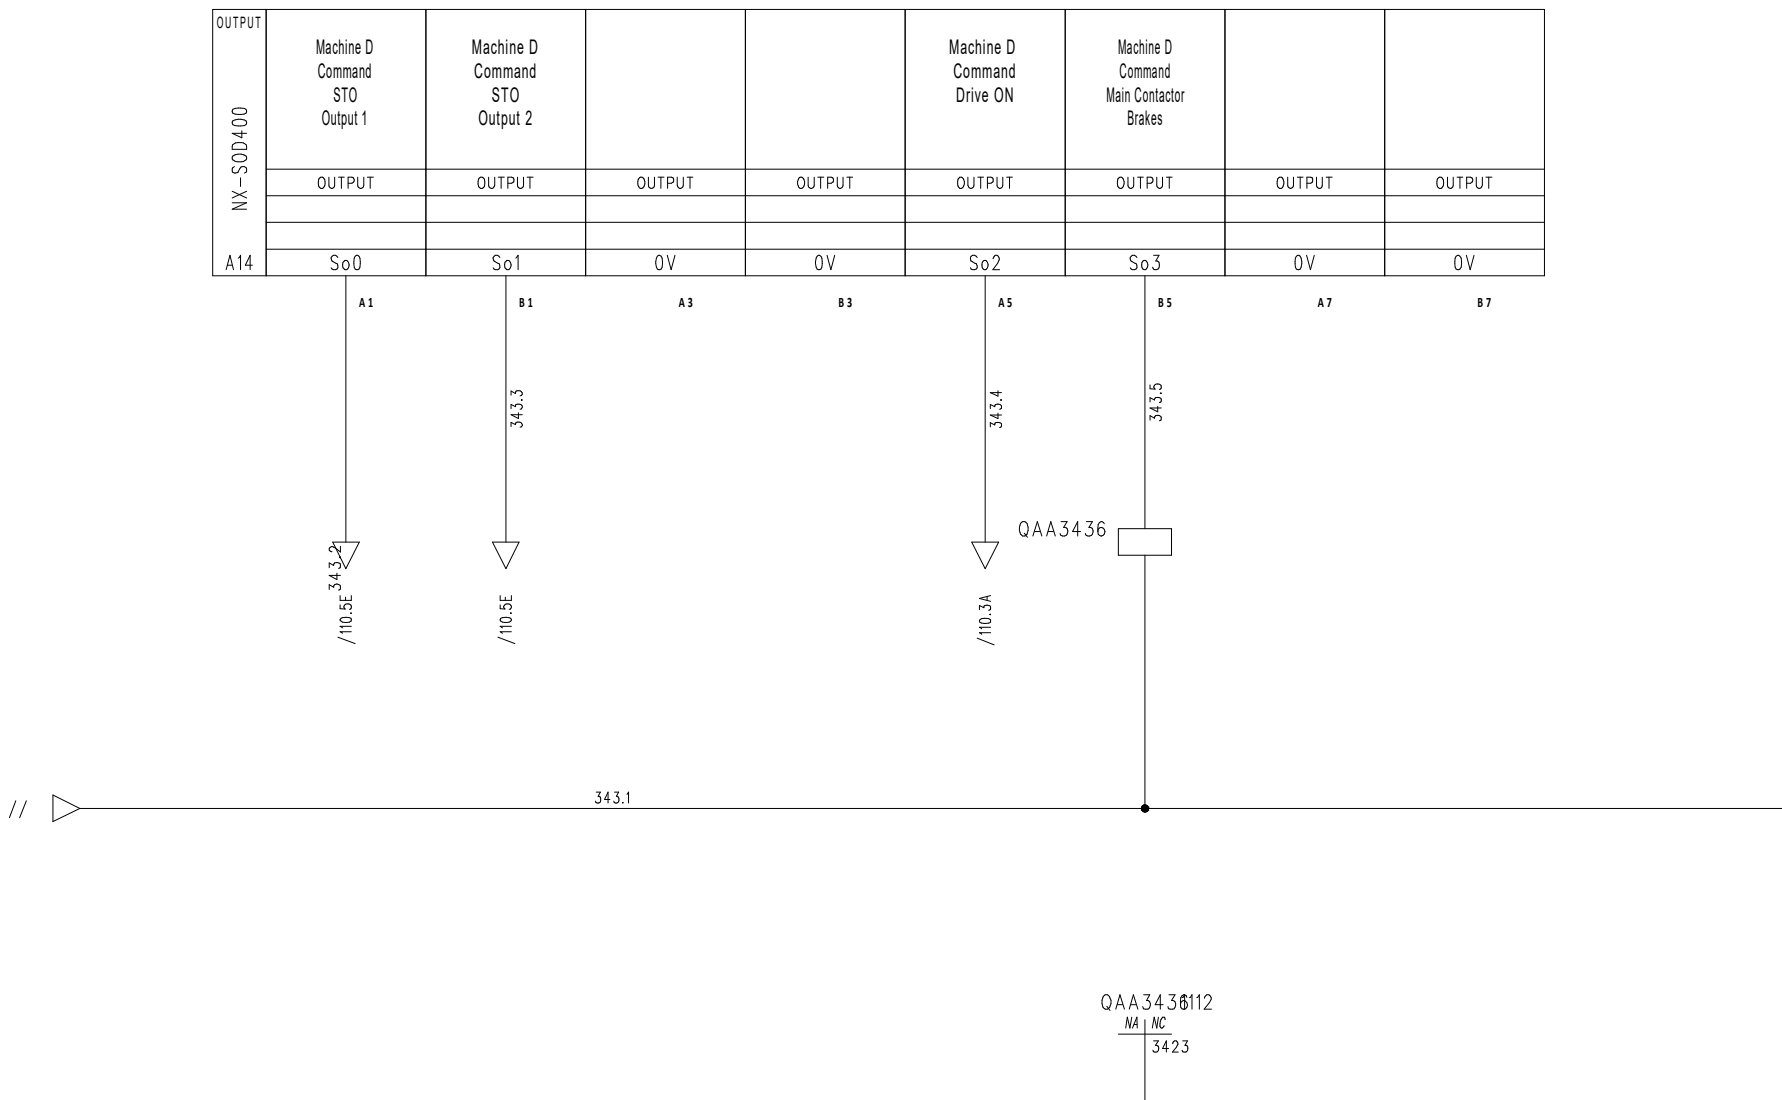 OUTPUT
Machine D
Command
STO
Output 1
Machine D
Command
STO
Output 2
Machine D
Command
Drive ON
Machine D
Command
Main Contactor
Brakes
NX-SOD400
OUTPUT OUTPUT OUTPUT OUTPUT OUTPUT OUTPUT OUTPUT OUTPUT
A14 So0 So1 0V 0V So2 So3 0V 0V
A1 B1 A3 B3 A5 B5 A7 B7
343.3
343.4
343.5
QAA3436
343.2
/110.5E
/110.5E
/110.3A
//
343.1
QAA3436
NA NC
3423